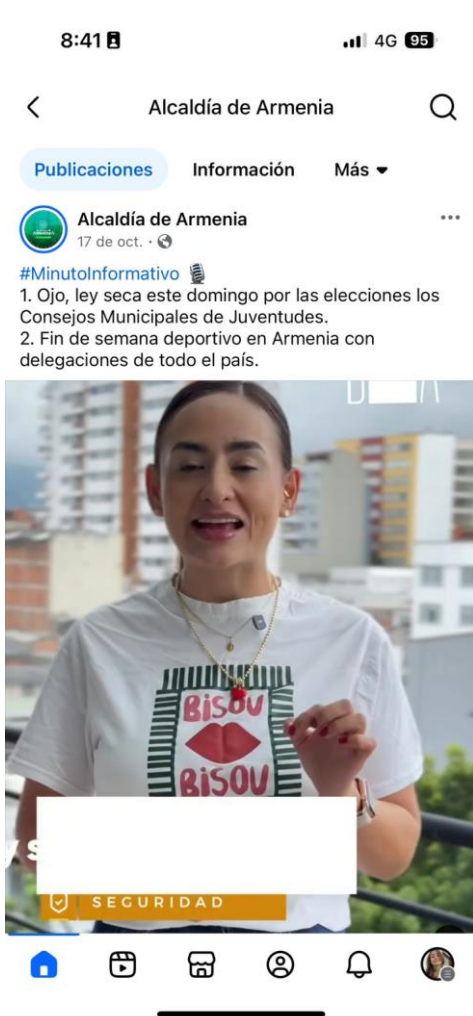 8:41
4G 95
Alcaldía de Armenia
Publicaciones Información Más
Alcaldía de Armenia
17 de oct. ·
#MinutoInformativo
1. Ojo, ley seca este domingo por las elecciones los
Consejos Municipales de Juventudes.
2. Fin de semana deportivo en Armenia con
delegaciones de todo el país.
BISOU
BISOU
SEGURIDAD